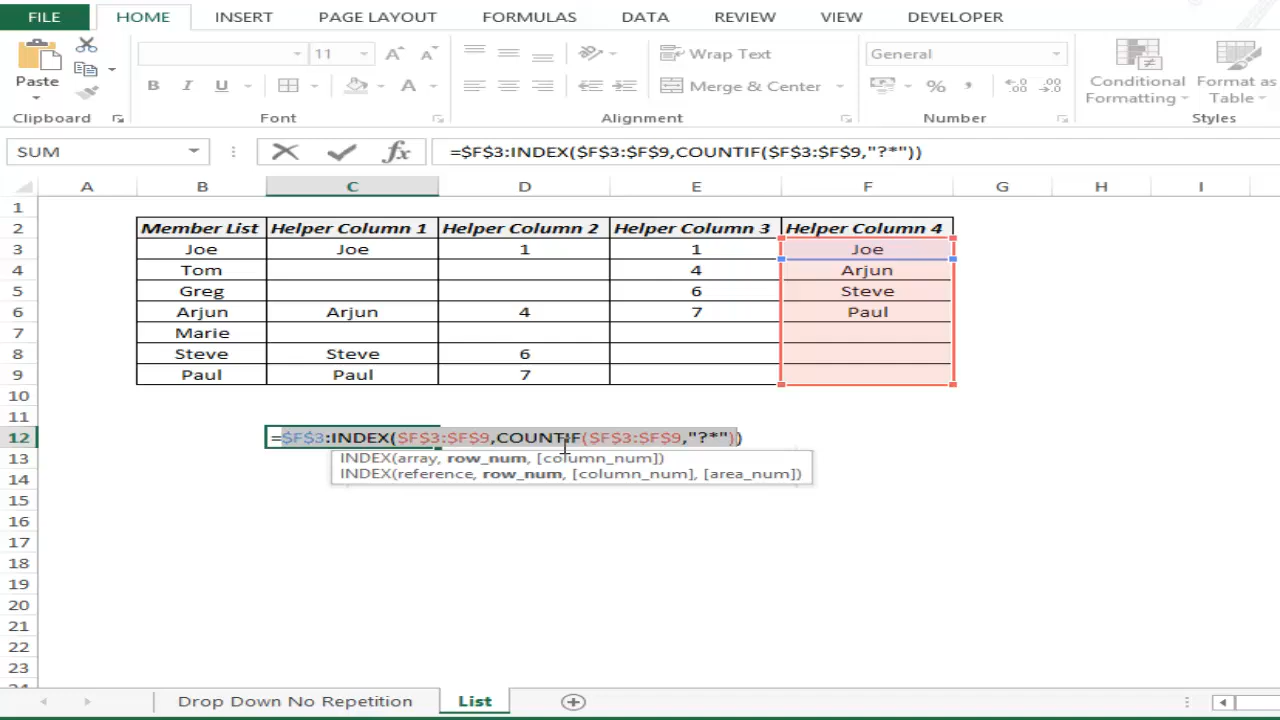 FILE HOME INSERT PAGE LAYOUT FORMULAS DATA REVIEW VIEW DEVELOPER
11 A A Wrap Text General
Paste B I U A Merge & Center % , .0 .00 .00 .0 Conditional Formatting Format as Table
Clipboard Font Alignment Number Styles
SUM fx =$F$3:INDEX($F$3:$F$9,COUNTIF($F$3:$F$9,"?*"))
A B C D E F G H I
1
2 Member List Helper Column 1 Helper Column 2 Helper Column 3 Helper Column 4
3 Joe Joe 1 1 Joe
4 Tom 4 Arjun
5 Greg 6 Steve
6 Arjun Arjun 4 7 Paul
7 Marie
8 Steve Steve 6
9 Paul Paul 7
10
11
12 =$F$3:INDEX($F$3:$F$9,COUNTIF($F$3:$F$9,"?*"))
13 INDEX(array, row_num, [column_num])
14 INDEX(reference, row_num, [column_num], [area_num])
15
16
17
18
19
20
21
22
23
24
Drop Down No Repetition List